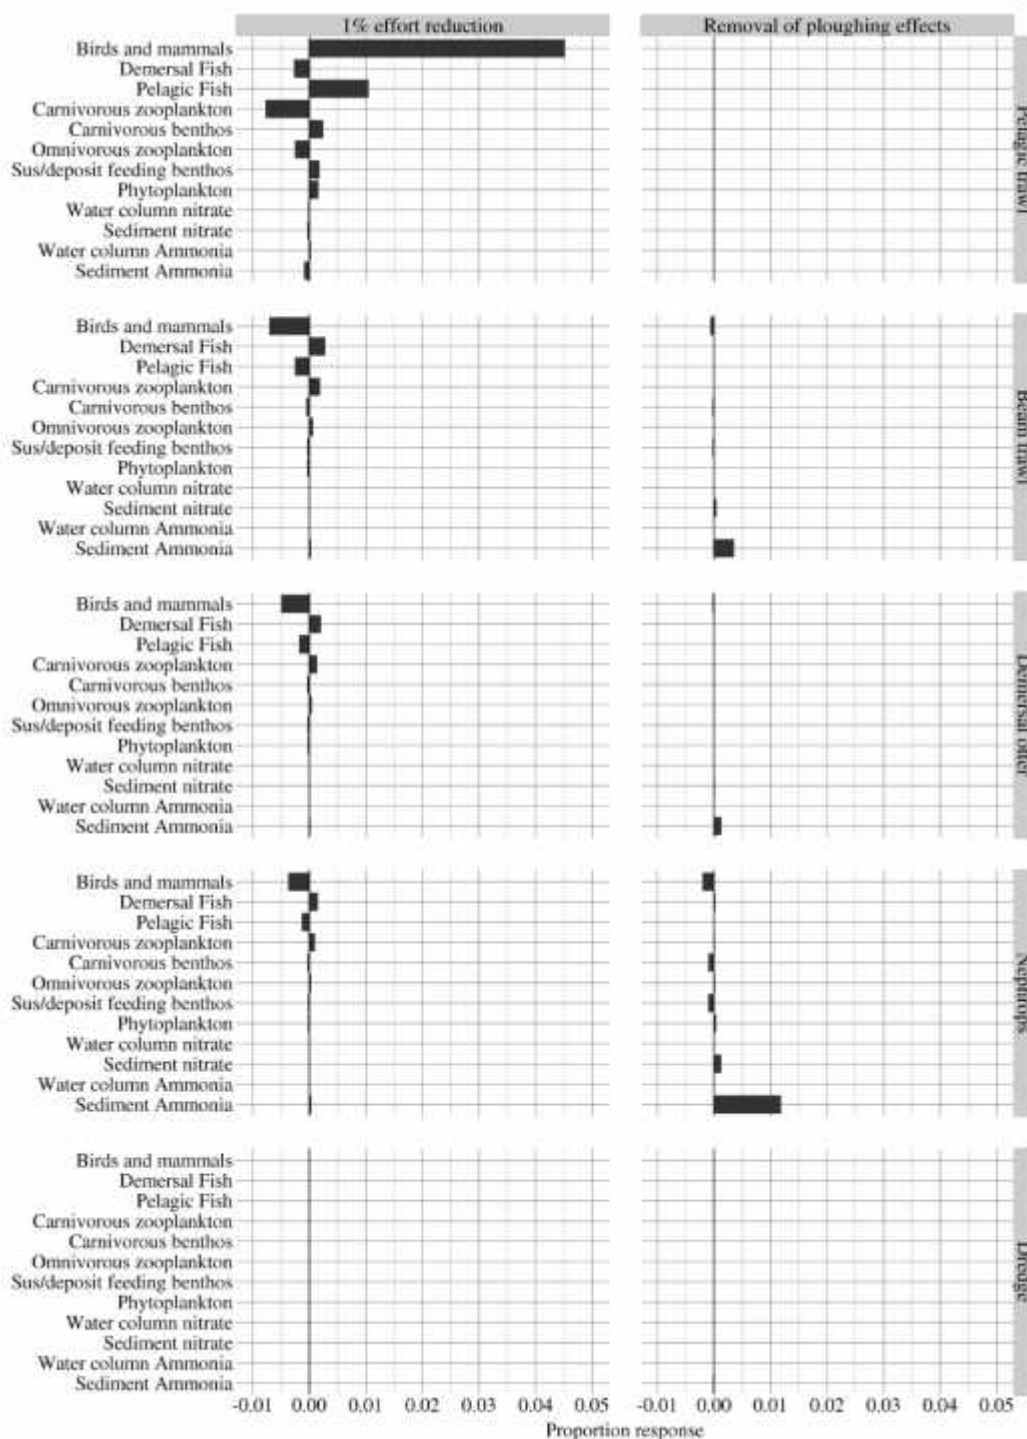 1% effort reduction Removal of ploughing effects
Birds and mammals
Demersal Fish
Pelagic Fish
Carnivorous zooplankton
Carnivorous benthos
Omnivorous zooplankton
Sus/deposit feeding benthos
Phytoplankton
Water column nitrate
Sediment nitrate
Water column Ammonia
Sediment Ammonia
Pelagic trawl
Birds and mammals
Demersal Fish
Pelagic Fish
Carnivorous zooplankton
Carnivorous benthos
Omnivorous zooplankton
Sus/deposit feeding benthos
Phytoplankton
Water column nitrate
Sediment nitrate
Water column Ammonia
Sediment Ammonia
Beam trawl
Birds and mammals
Demersal Fish
Pelagic Fish
Carnivorous zooplankton
Carnivorous benthos
Omnivorous zooplankton
Sus/deposit feeding benthos
Phytoplankton
Water column nitrate
Sediment nitrate
Water column Ammonia
Sediment Ammonia
Demersal otter
Birds and mammals
Demersal Fish
Pelagic Fish
Carnivorous zooplankton
Carnivorous benthos
Omnivorous zooplankton
Sus/deposit feeding benthos
Phytoplankton
Water column nitrate
Sediment nitrate
Water column Ammonia
Sediment Ammonia
Nephrops
Birds and mammals
Demersal Fish
Pelagic Fish
Carnivorous zooplankton
Carnivorous benthos
Omnivorous zooplankton
Sus/deposit feeding benthos
Phytoplankton
Water column nitrate
Sediment nitrate
Water column Ammonia
Sediment Ammonia
Dredge
-0.01 0.00 0.01 0.02 0.03 0.04 0.05 -0.01 0.00 0.01 0.02 0.03 0.04 0.05
Proportion response